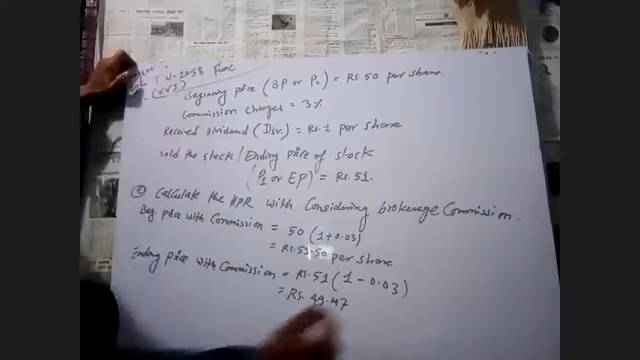 T U-2058
Beginning price (BP or P₀) = Rs. 50 per share
Commission charges = 3%
Received Dividend (Div.) = Rs. 1 per share
Sold the stock / Ending price of stock
(P₁ or EP) = Rs. 51.
Calculate the HPR with Considering brokerage Commission.
Beg. price with Commission = 50 (1+0.03)
= Rs. 51.50 per share
Ending price with Commission = Rs. 51 (1 - 0.03)
= Rs. 49.47